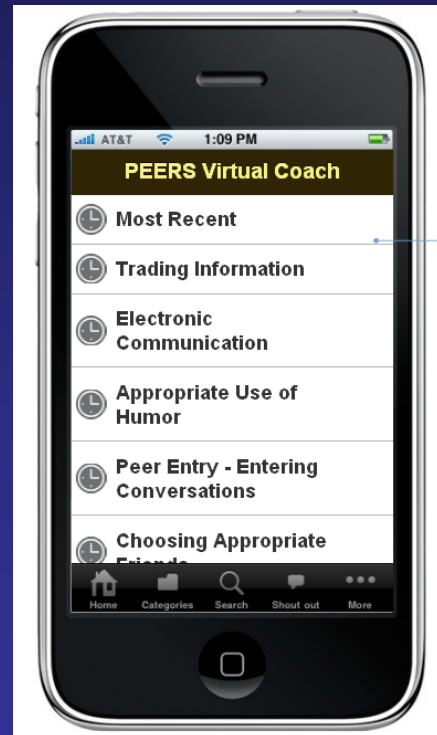 AT&T 1:09 PM
PEERS Virtual Coach
Most Recent
Trading Information
Electronic
Communication
Appropriate Use of
Humor
Peer Entry - Entering
Conversations
Choosing Appropriate
Friends
Home Categories Search Shout out More